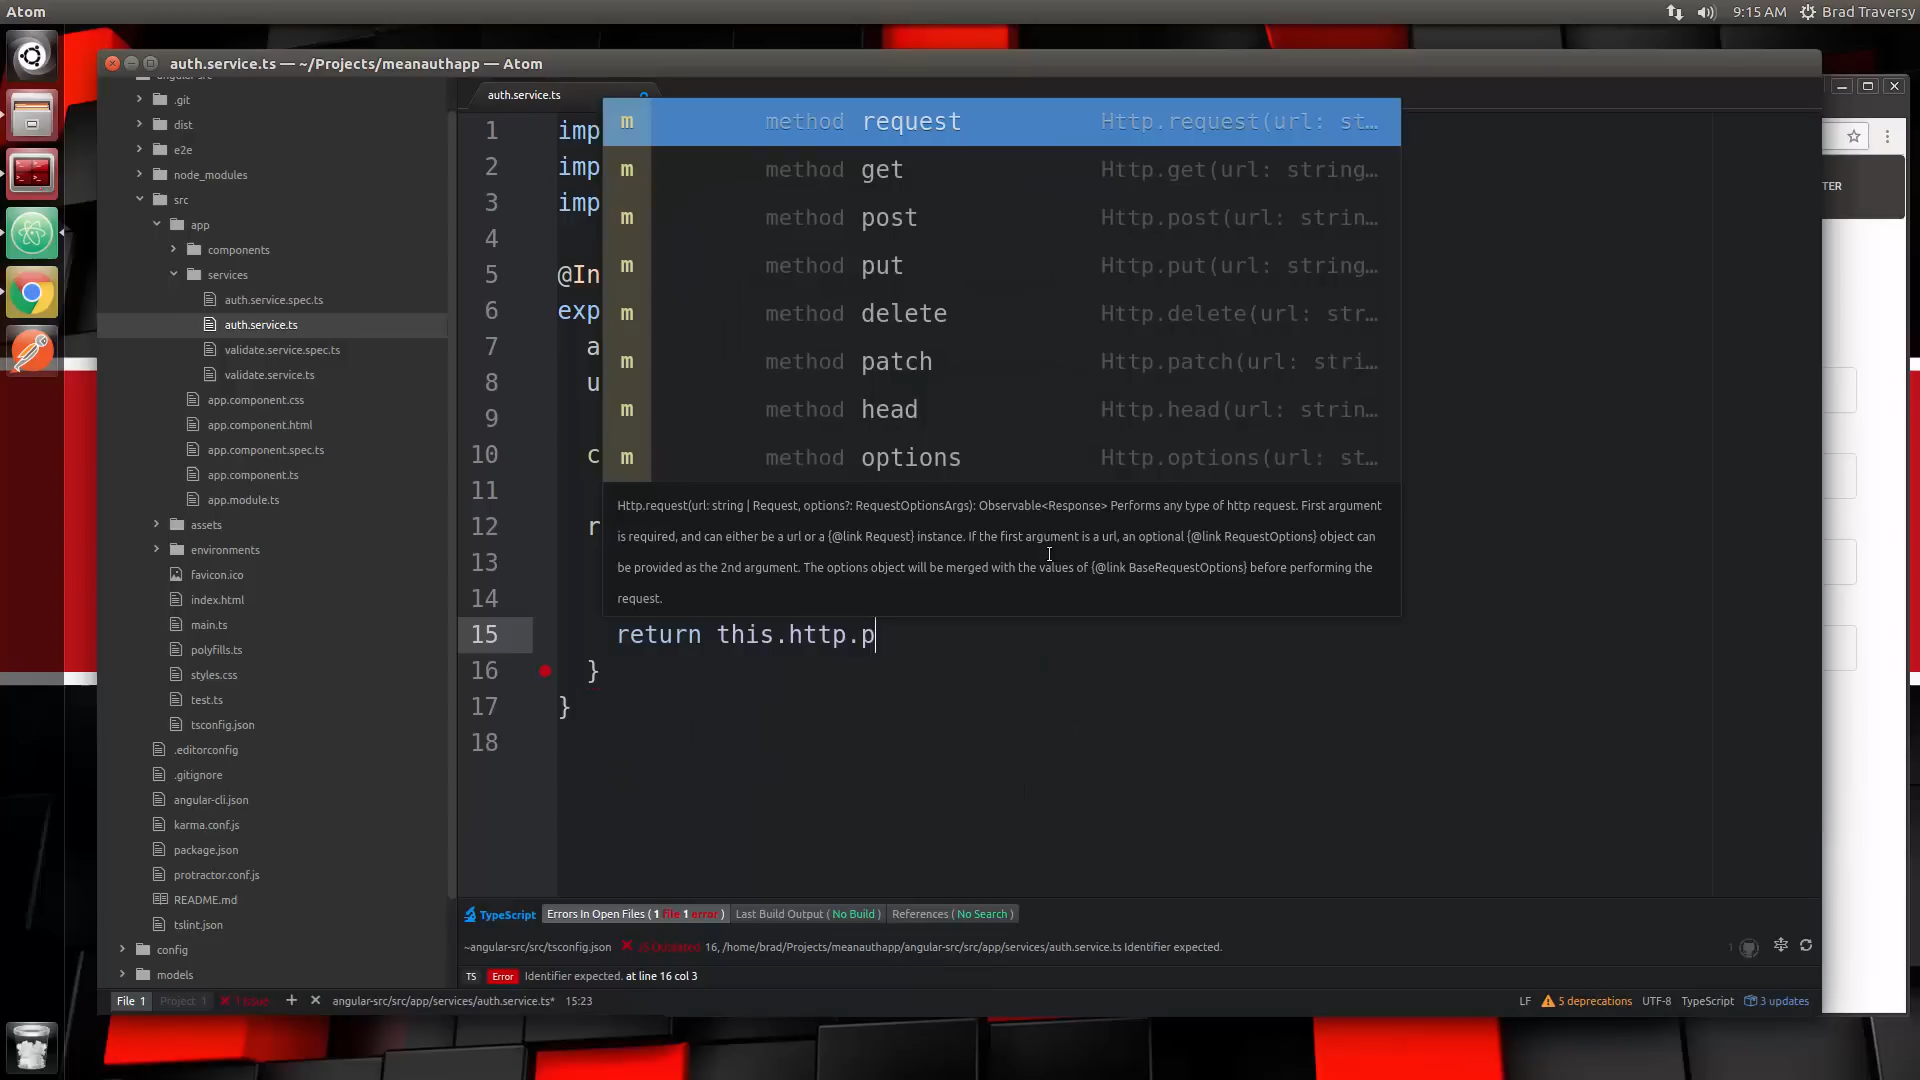 Atom
9:15 AM
Brad Traversy
auth.service.ts — ~/Projects/meanauthapp — Atom
.git
dist
e2e
node_modules
src
app
components
services
auth.service.spec.ts
auth.service.ts
validate.service.spec.ts
validate.service.ts
app.component.css
app.component.html
app.component.spec.ts
app.component.ts
app.module.ts
assets
environments
favicon.ico
index.html
main.ts
polyfills.ts
styles.css
test.ts
tsconfig.json
.editorconfig
.gitignore
angular-cli.json
karma.conf.js
package.json
protractor.conf.js
README.md
tslint.json
config
models
auth.service.ts
1 imp
2 imp
3 imp
4
5 @In
6 exp
7 a
8 u
9
10 c
11
12 r
13
14
15 return this.http.p
16 }
17 }
18
m method request Http.request(url: st…
m method get Http.get(url: string…
m method post Http.post(url: strin…
m method put Http.put(url: string…
m method delete Http.delete(url: str…
m method patch Http.patch(url: stri…
m method head Http.head(url: strin…
m method options Http.options(url: st…
Http.request(url: string | Request, options?: RequestOptionsArgs): Observable<Response> Performs any type of http request. First argument
is required, and can either be a url or a {@link Request} instance. If the first argument is a url, an optional {@link RequestOptions} object can
be provided as the 2nd argument. The options object will be merged with the values of {@link BaseRequestOptions} before performing the
request.
TER
TypeScript Errors In Open Files ( 1 file 1 error ) Last Build Output ( No Build ) References ( No Search )
~angular-src/src/tsconfig.json JS Outdated 16, /home/brad/Projects/meanauthapp/angular-src/src/app/services/auth.service.ts Identifier expected.
1
TS Error Identifier expected. at line 16 col 3
File 1 Project 1 1 Issue + angular-src/src/app/services/auth.service.ts* 15:23
LF 5 deprecations UTF-8 TypeScript 3 updates